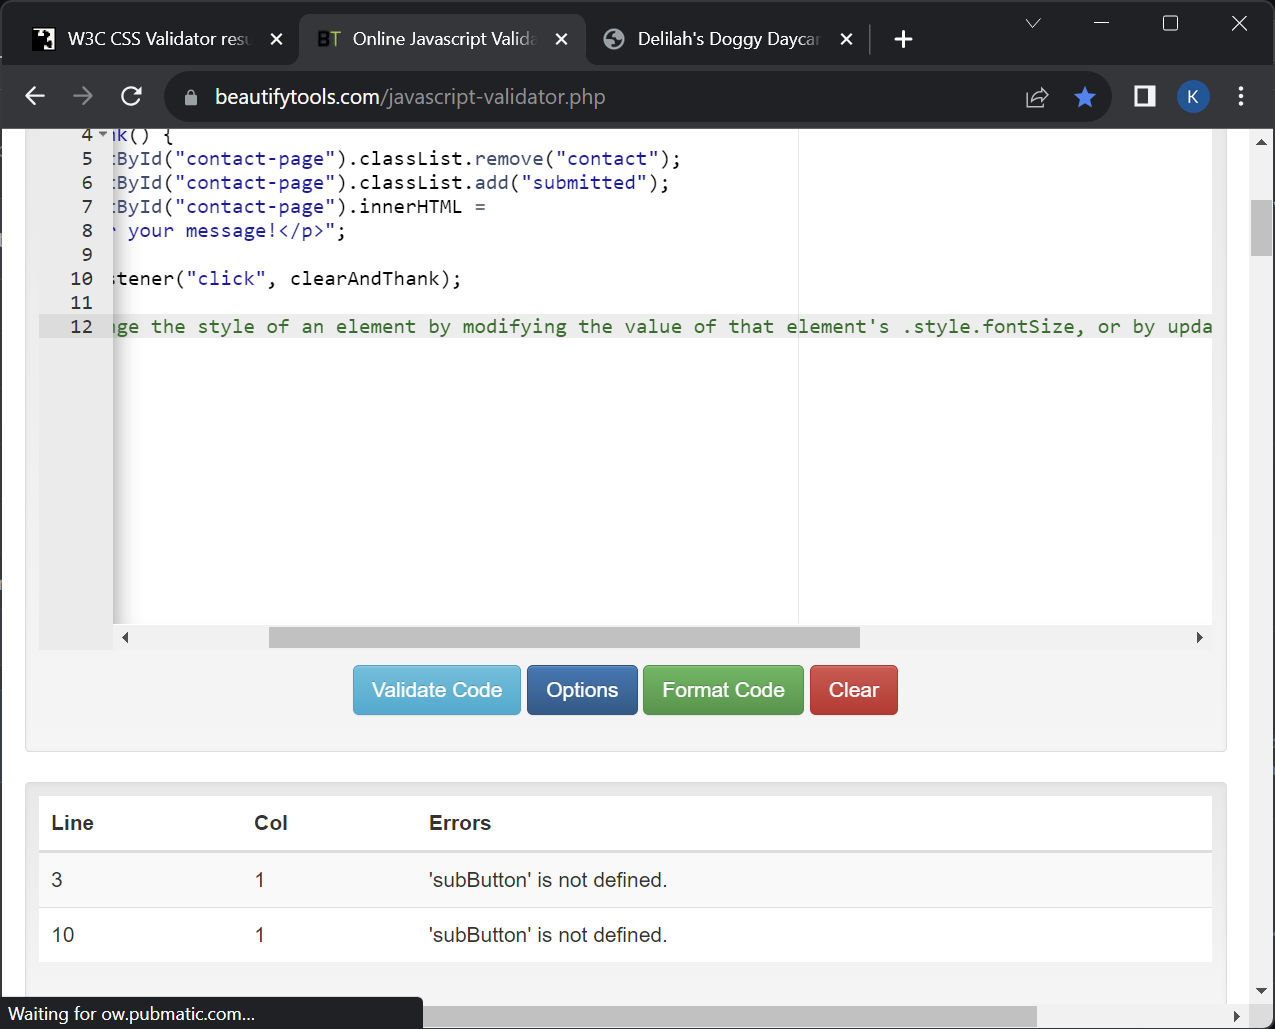 W3C CSS Validator resu
BT Online Javascript Valida
Delilah's Doggy Daycar
beautifytools.com/javascript-validator.php
K
4 nk() {
5 :ById("contact-page").classList.remove("contact");
6 :ById("contact-page").classList.add("submitted");
7 :ById("contact-page").innerHTML =
8 r your message!</p>";
9
10 stener("click", clearAndThank);
11
12 nge the style of an element by modifying the value of that element's .style.fontSize, or by upda
Validate Code Options Format Code Clear
Line Col Errors
3 1 'subButton' is not defined.
10 1 'subButton' is not defined.
Waiting for ow.pubmatic.com...